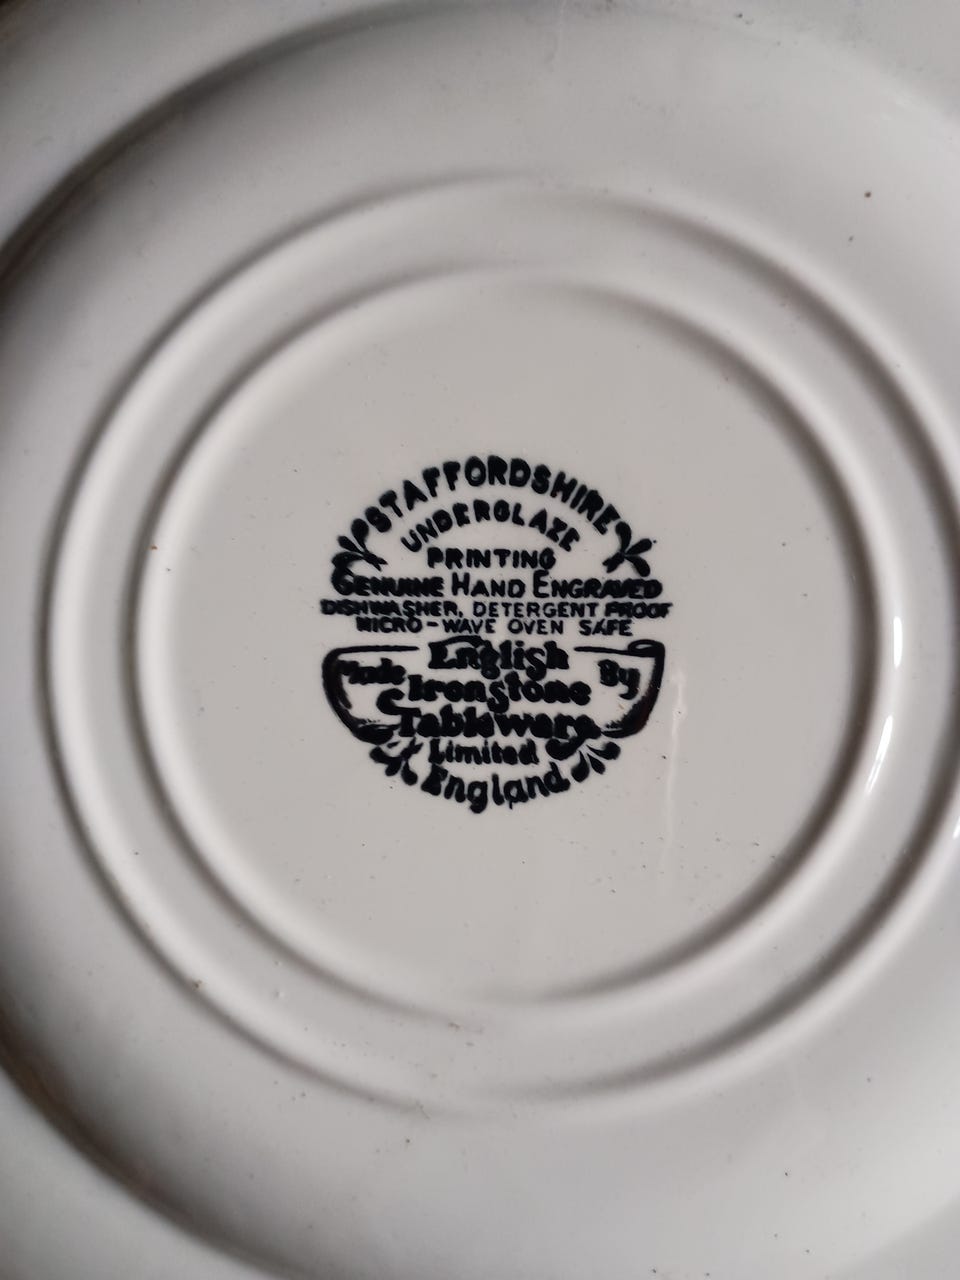 STAFFORDSHIRE
UNDERGLAZE
PRINTING
GENUINE HAND ENGRAVED
DISHWASHER, DETERGENT PROOF
MICRO-WAVE OVEN SAFE
Made English By
Ironstone
Tableware
Limited
England